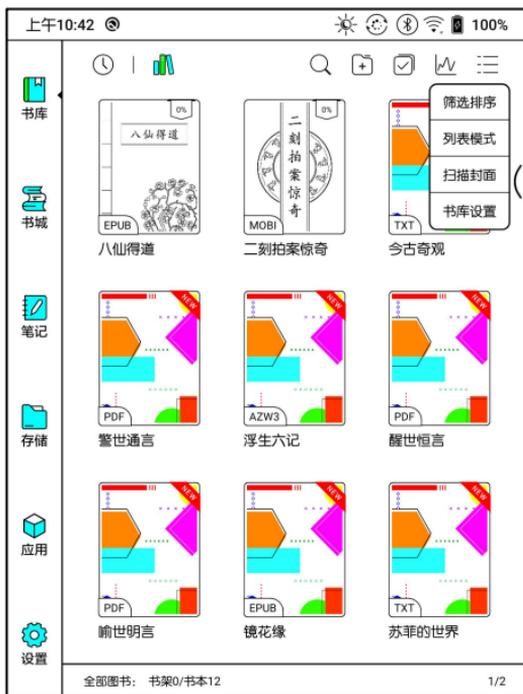 上午10:42
100%
书库
书城
笔记
存储
应用
设置
筛选排序
列表模式
扫描封面
书库设置
0%
八仙得道
EPUB
八仙得道
0%
二刻拍案惊奇
MOBI
二刻拍案惊奇
TXT
今古奇观
NEW
PDF
警世通言
NEW
AZW3
浮生六记
NEW
PDF
醒世恒言
NEW
PDF
喻世明言
NEW
EPUB
镜花缘
NEW
TXT
苏菲的世界
全部图书： 书架0/书本12
1/2